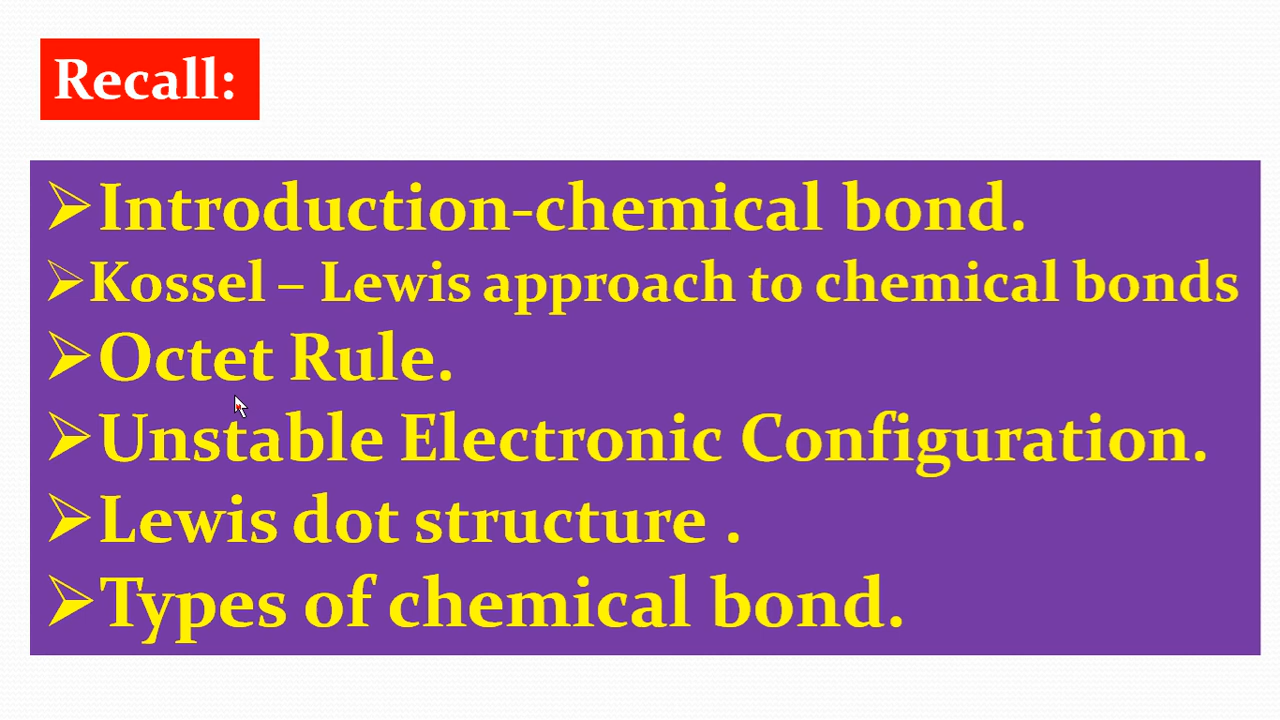 Recall:
➢Introduction-chemical bond.
➢Kossel – Lewis approach to chemical bonds
➢Octet Rule.
➢Unstable Electronic Configuration.
➢Lewis dot structure .
➢Types of chemical bond.